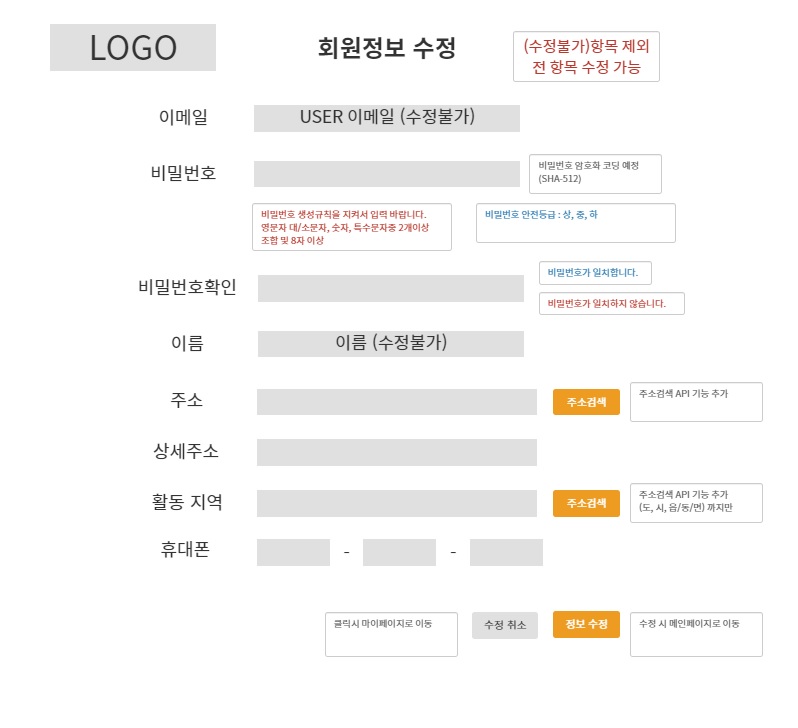 LOGO
회원정보 수정
(수정불가)항목 제외
전 항목 수정 가능
이메일
USER 이메일 (수정불가)
비밀번호
비밀번호 암호화 코딩 예정
(SHA-512)
비밀번호 생성규칙을 지켜서 입력 바랍니다.
영문자 대/소문자, 숫자, 특수문자중 2개이상
조합 및 8자 이상
비밀번호 안전등급 : 상, 중, 하
비밀번호확인
비밀번호가 일치합니다.
비밀번호가 일치하지 않습니다.
이름
이름 (수정불가)
주소
주소검색
주소검색 API 기능 추가
상세주소
활동 지역
주소검색
주소검색 API 기능 추가
(도, 시, 읍/동/면) 까지만
휴대폰
-
-
클릭시 마이페이지로 이동
수정 취소
정보 수정
수정 시 메인페이지로 이동